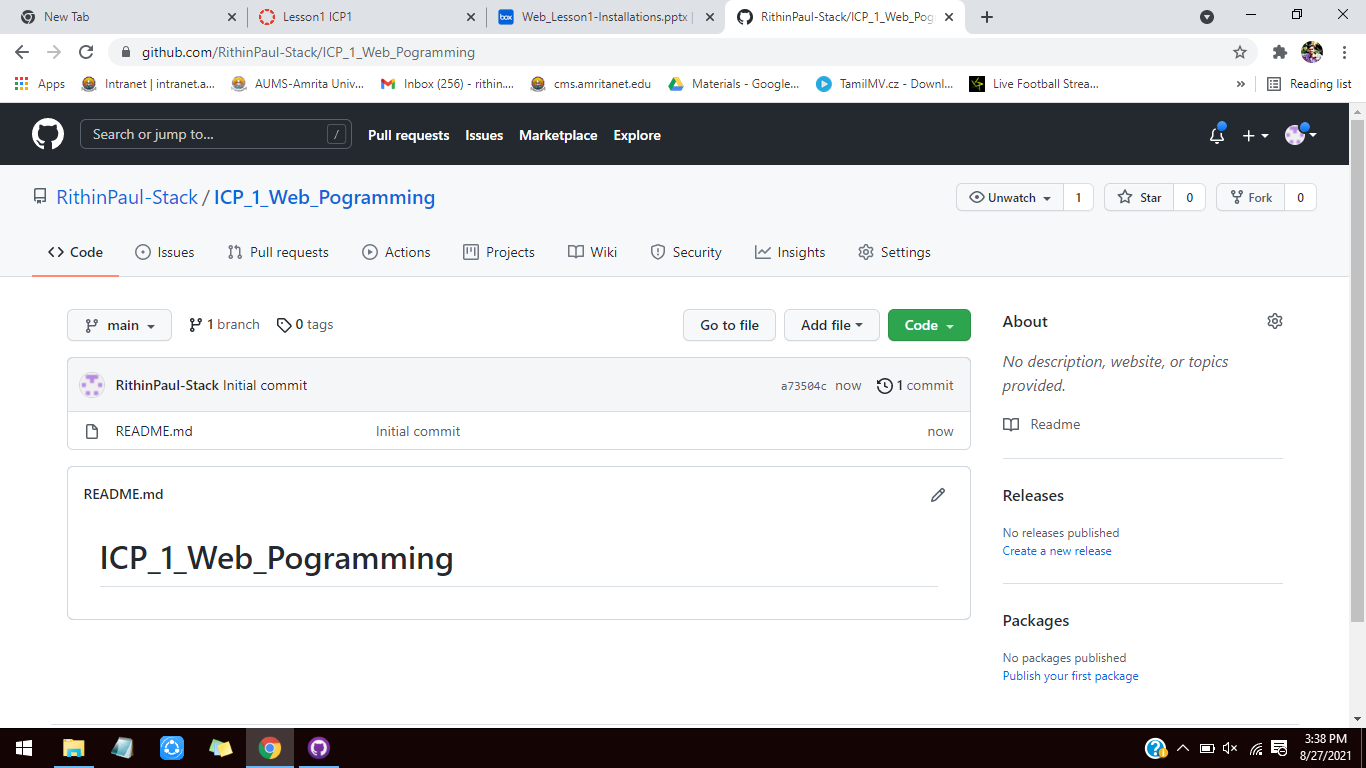 New Tab
Lesson1 ICP1
Web_Lesson1-Installations.pptx |
RithinPaul-Stack/ICP_1_Web_Pog
github.com/RithinPaul-Stack/ICP_1_Web_Pogramming
Apps
Intranet | intranet.a...
AUMS-Amrita Univ...
Inbox (256) - rithin....
cms.amritanet.edu
Materials - Google...
TamilMV.cz - Downl...
Live Football Strea...
»
Reading list
Search or jump to...
/
Pull requests
Issues
Marketplace
Explore
RithinPaul-Stack / ICP_1_Web_Pogramming
Unwatch
1
Star
0
Fork
0
Code
Issues
Pull requests
Actions
Projects
Wiki
Security
Insights
Settings
main
1 branch
0 tags
Go to file
Add file
Code
RithinPaul-Stack Initial commit
a73504c now
1 commit
README.md
Initial commit
now
README.md
ICP_1_Web_Pogramming
About
No description, website, or topics
provided.
Readme
Releases
No releases published
Create a new release
Packages
No packages published
Publish your first package
3:38 PM
8/27/2021